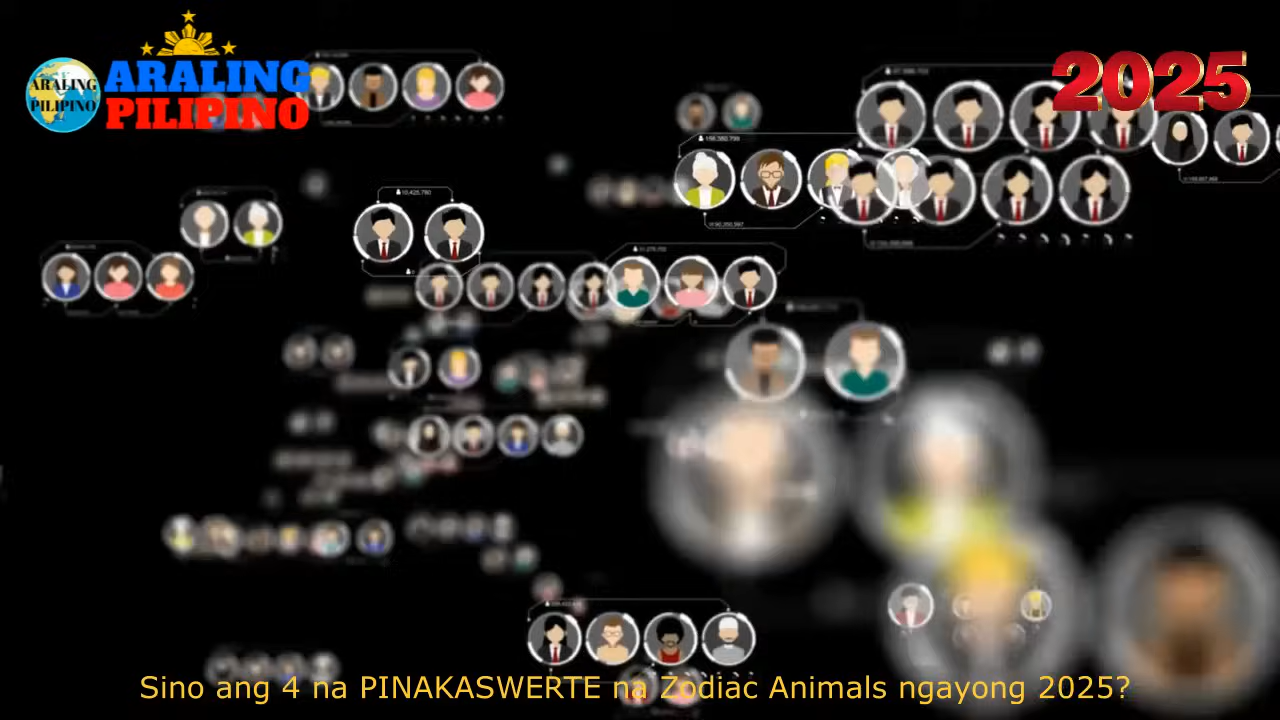 ARALING
PILIPINO
ARALING
PILIPINO
2025
Sino ang 4 na PINAKASWERTE na Zodiac Animals ngayong 2025?